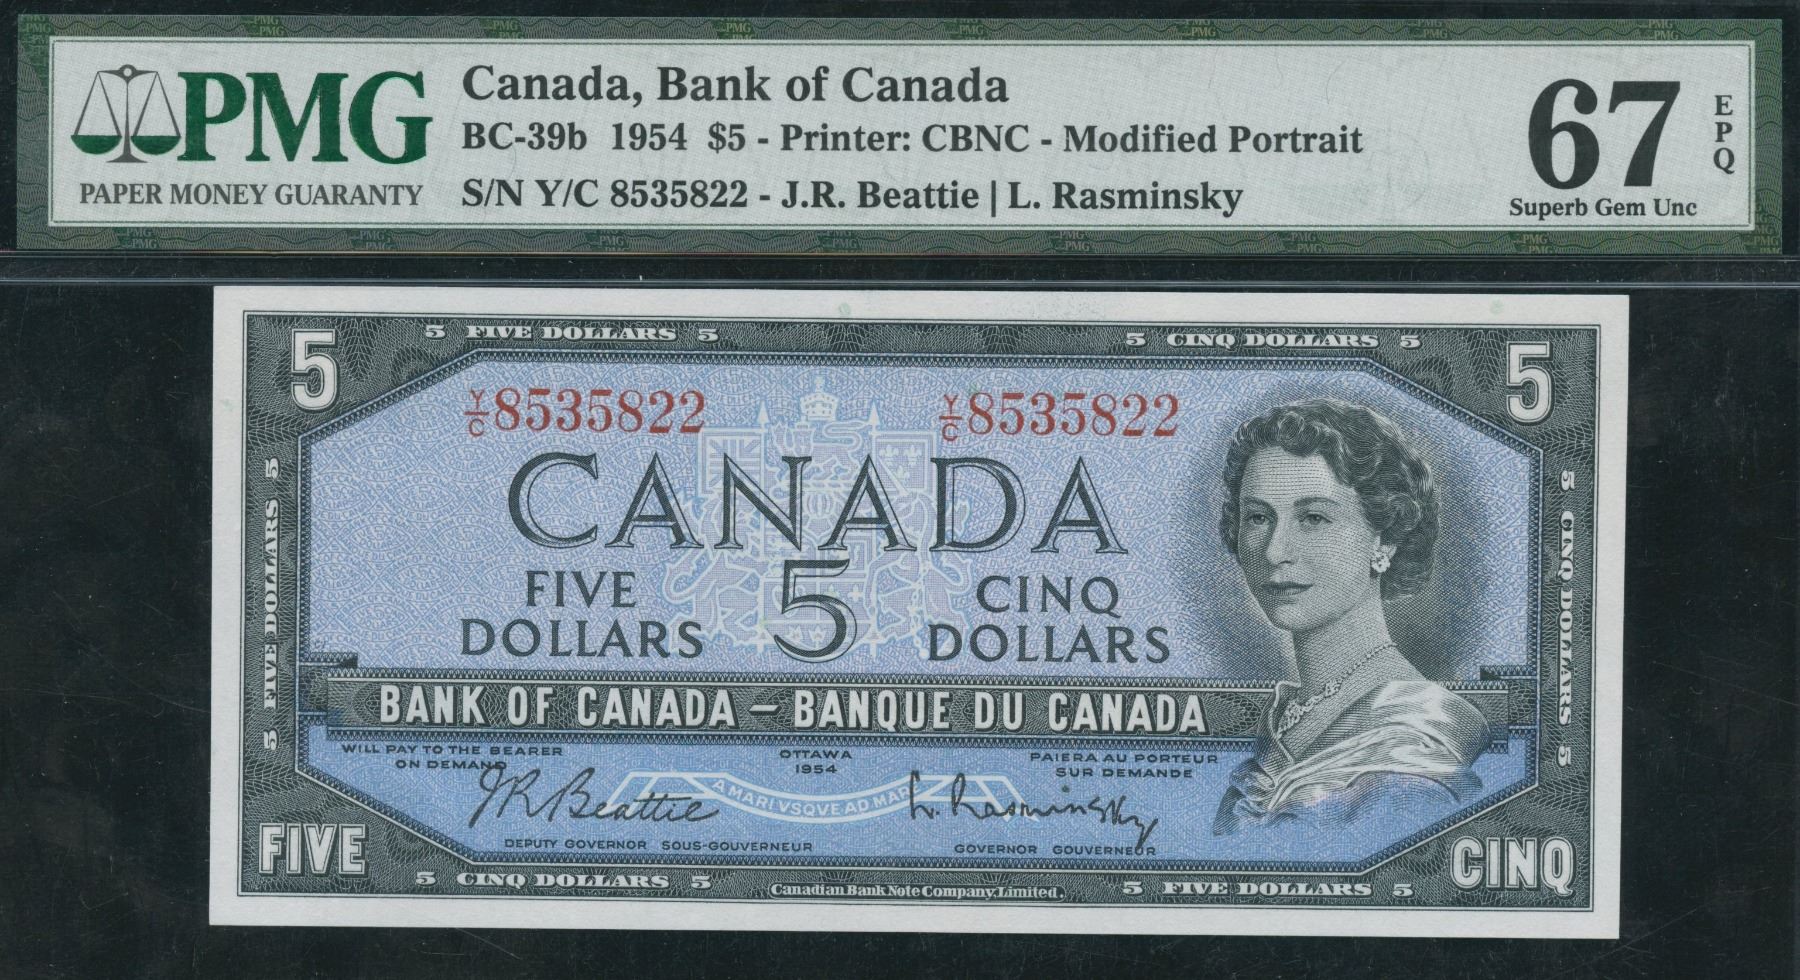 PMG
PAPER MONEY GUARANTY
Canada, Bank of Canada
BC-39b 1954 $5 - Printer: CBNC - Modified Portrait
S/N Y/C 8535822 - J.R. Beattie | L. Rasminsky
67
EPQ
Superb Gem Unc
5 5 FIVE DOLLARS 5 5 CINQ DOLLARS 5 5
Y/C 8535822 Y/C 8535822
CANADA
FIVE DOLLARS
5
CINQ DOLLARS
5 FIVE DOLLARS 5
5 CINQ DOLLARS 5
BANK OF CANADA – BANQUE DU CANADA
WILL PAY TO THE BEARER
ON DEMAND
OTTAWA
1954
PAIERA AU PORTEUR
SUR DEMANDE
A MARI VSQVE AD MAR
J R Beattie
L. Rasminsky
DEPUTY GOVERNOR SOUS-GOUVERNEUR
GOVERNOR GOUVERNEUR
FIVE
CINQ
5 CINQ DOLLARS 5
Canadian Bank Note Company, Limited.
5 FIVE DOLLARS 5